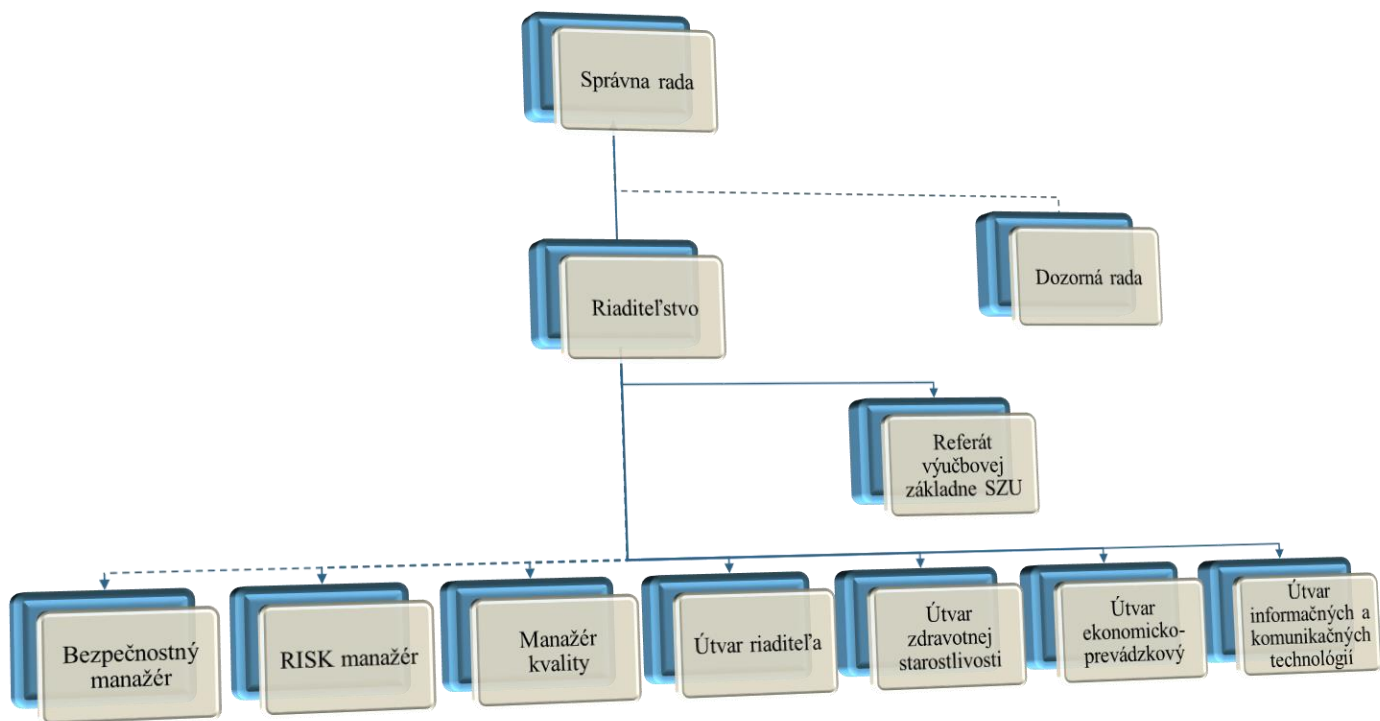 Správna rada
Dozorná rada
Riaditeľstvo
Referát
výučbovej
základne SZU
Bezpečnostný
manažér
RISK manažér
Manažér
kvality
Útvar riaditeľa
Útvar
zdravotnej
starostlivosti
Útvar
ekonomicko-
prevádzkový
Útvar
informačných a
komunikačných
technológií